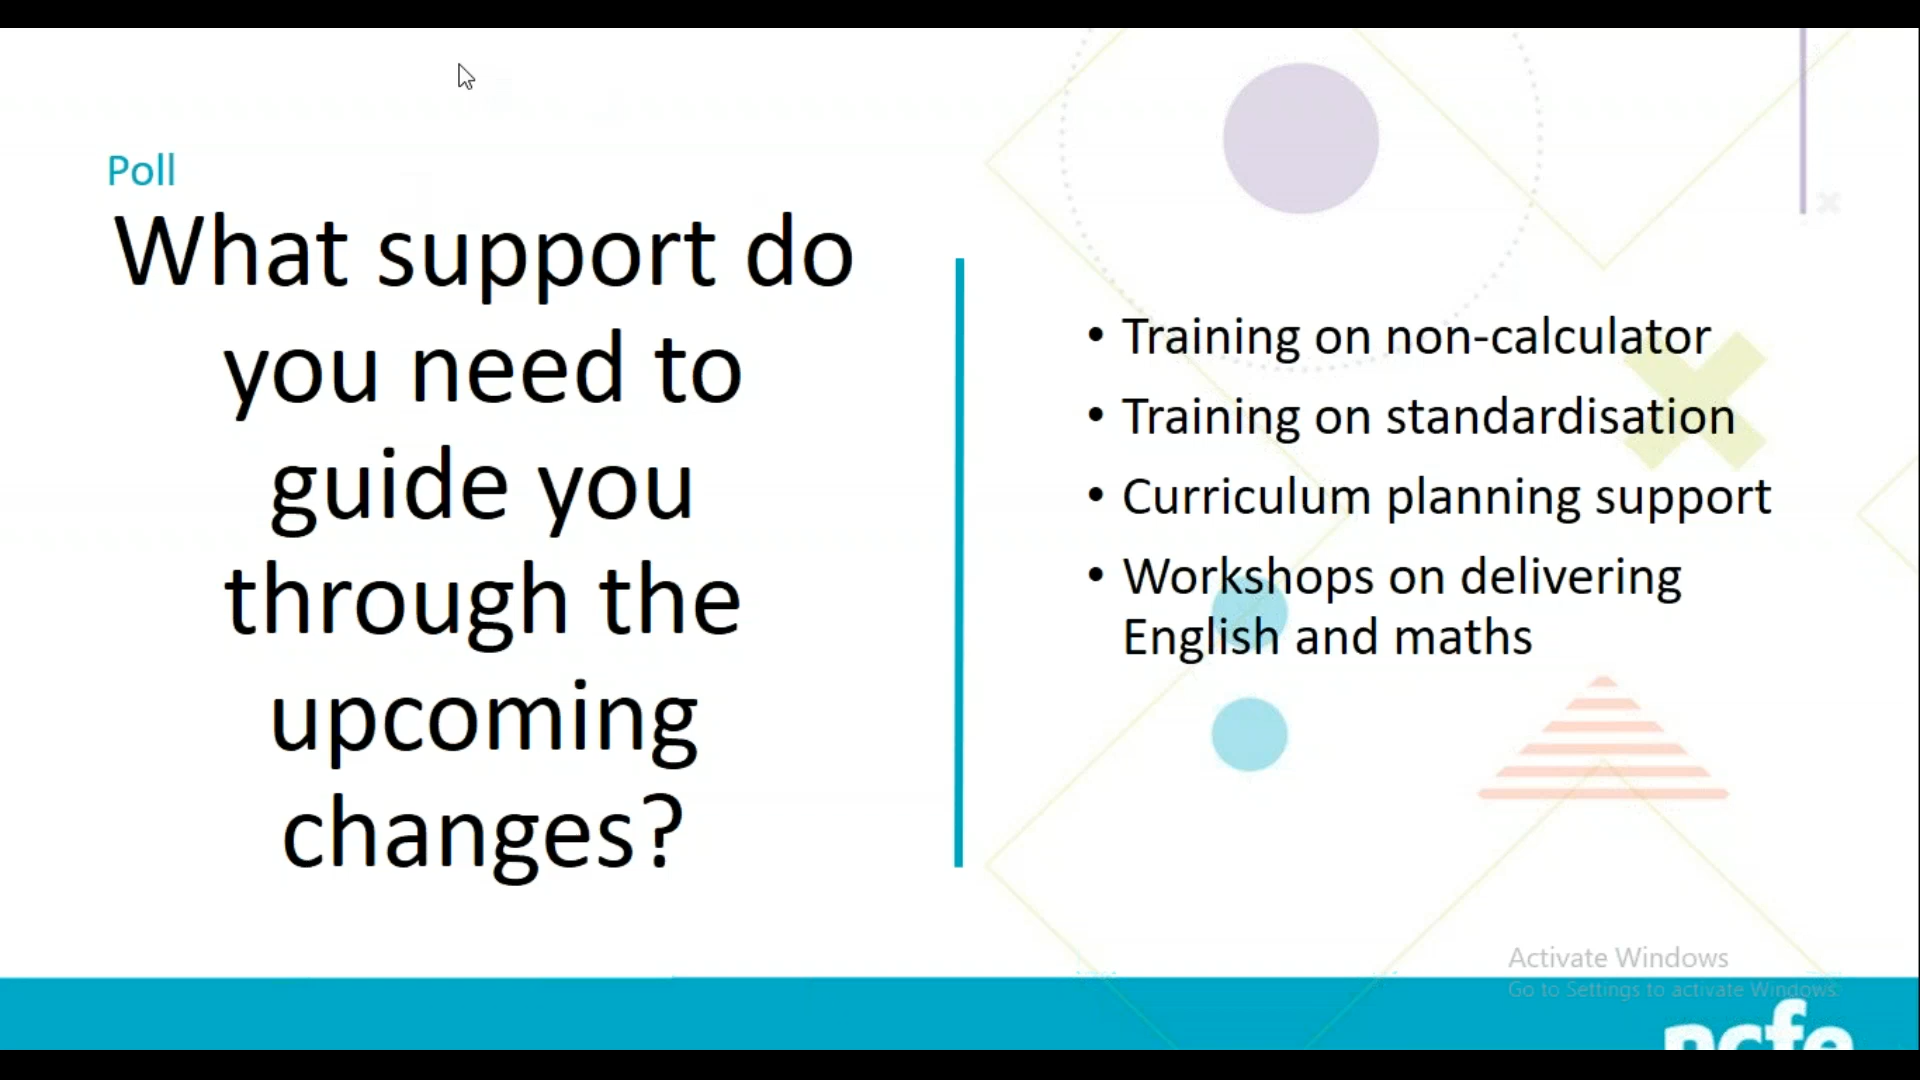 Poll
What support do
you need to
guide you
through the
upcoming
changes?
• Training on non-calculator
• Training on standardisation
• Curriculum planning support
• Workshops on delivering
English and maths
Activate Windows
Go to Settings to activate Windows.
ncfe